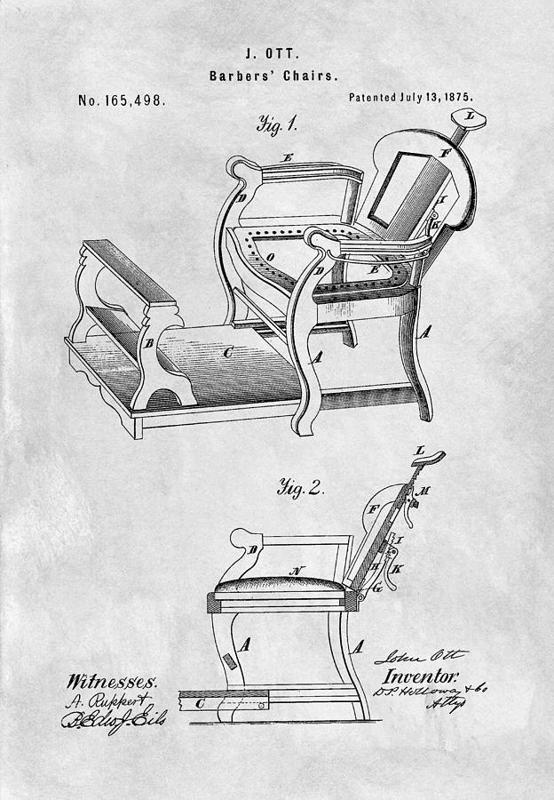 J. OTT.
Barbers' Chairs.
No. 165,498.
Patented July 13, 1875.
Fig. 1.
L
F
E
I
D
K
O
D
E
B
C
A
A
Fig. 2.
L
M
F
D
I
H
K
N
G
A
A
C
Witnesses.
A. Ruppert
John Ott
Inventor:
D.P. Holloway & Co
Attys